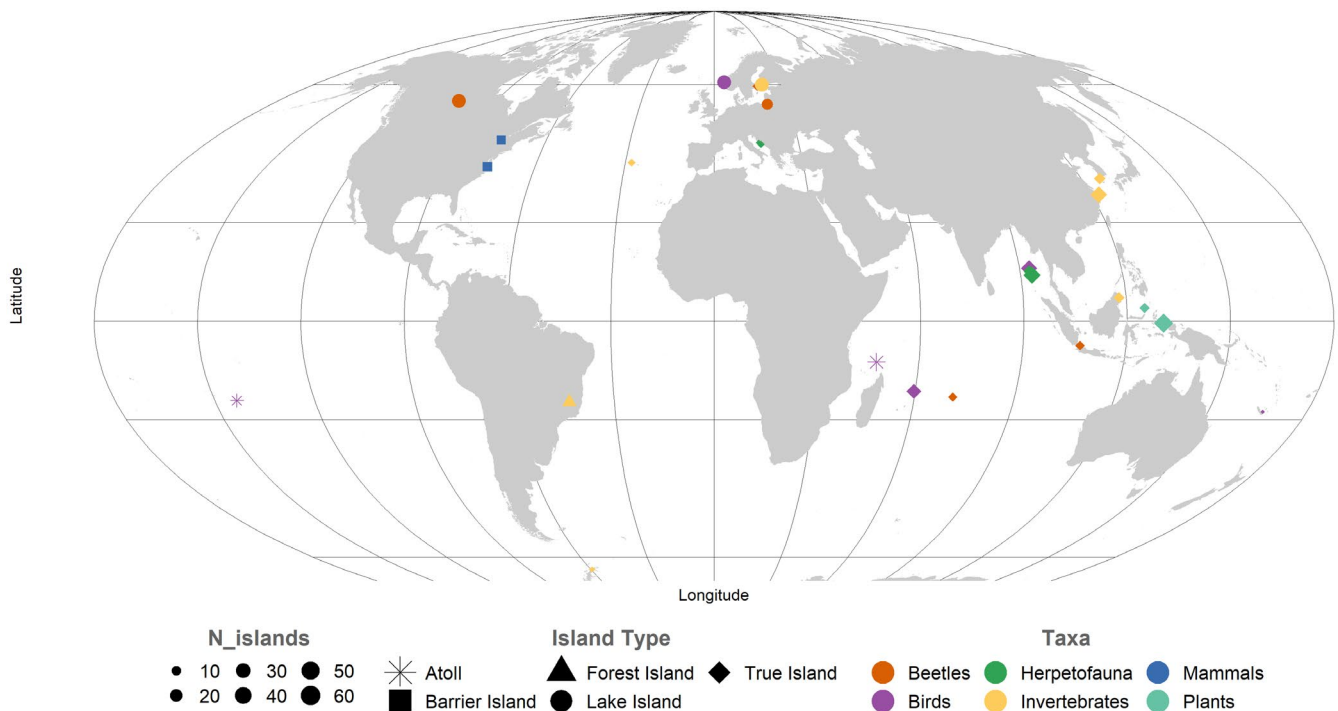 Latitude
Longitude
N_islands
10 30 50
20 40 60
Island Type
Atoll Forest Island True Island
Barrier Island Lake Island
Taxa
Beetles Herpetofauna Mammals
Birds Invertebrates Plants